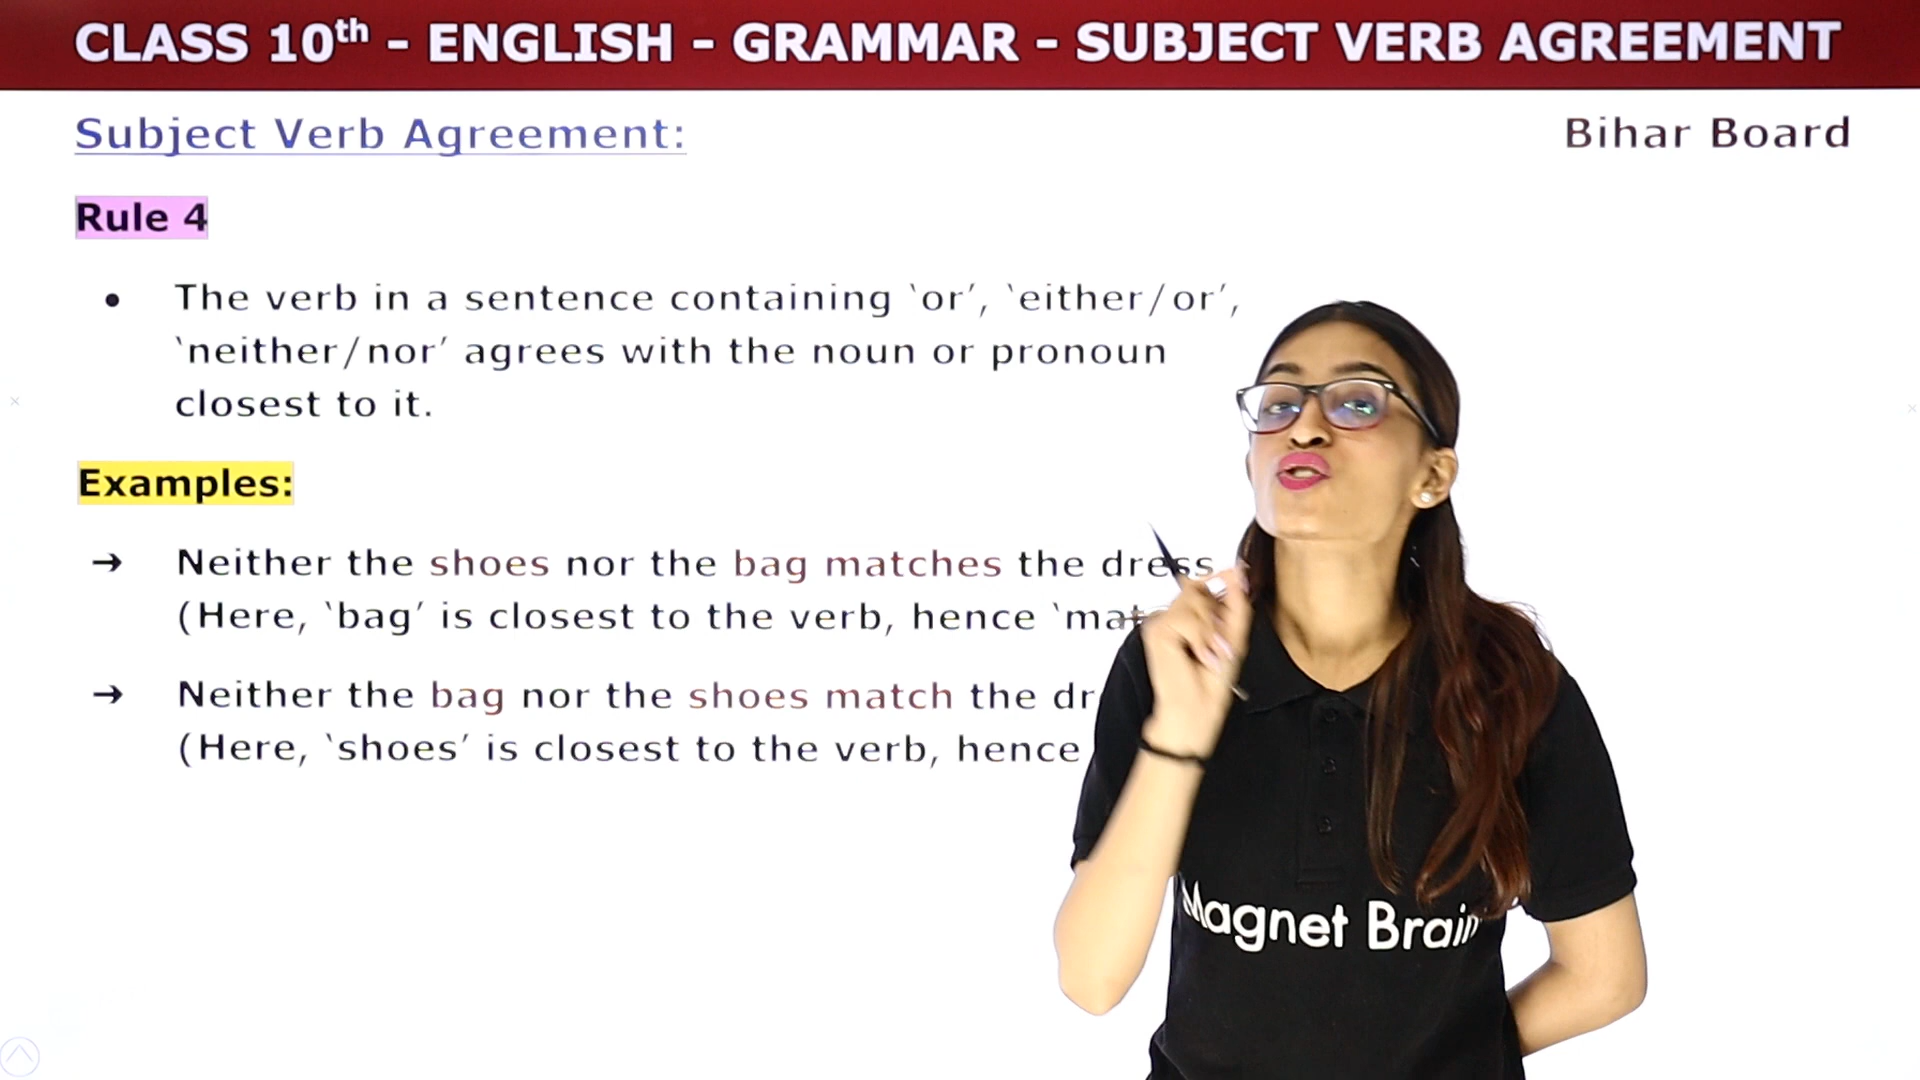 CLASS 10th - ENGLISH - GRAMMAR - SUBJECT VERB AGREEMENT
Subject Verb Agreement:
Bihar Board
Rule 4
• The verb in a sentence containing ‘or’, ‘either/or’,
‘neither/nor’ agrees with the noun or pronoun
closest to it.
Examples:
→ Neither the shoes nor the bag matches the dress
(Here, ‘bag’ is closest to the verb, hence
→ Neither the bag nor the shoes match the
(Here, ‘shoes’ is closest to the verb, hence
Magnet Brain